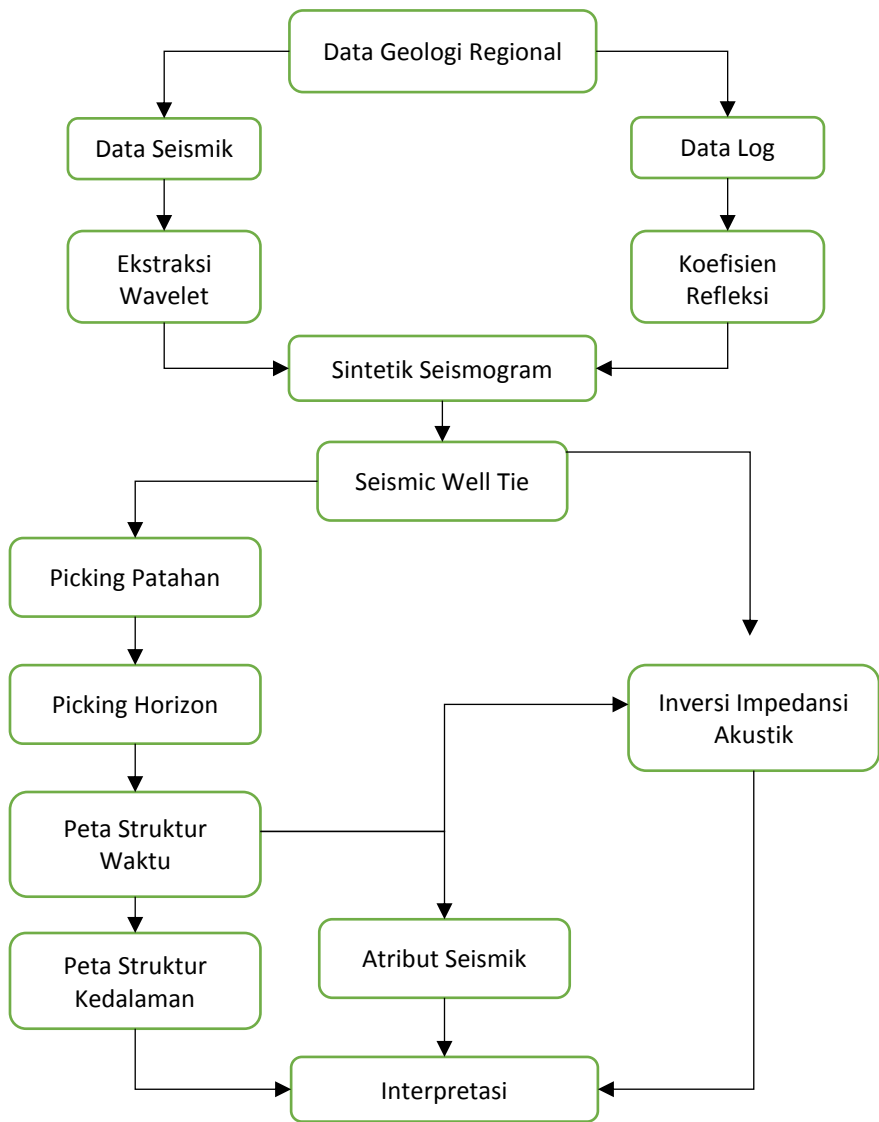 Data Geologi Regional
Data Seismik
Data Log
Ekstraksi
Wavelet
Koefisien
Refleksi
Sintetik Seismogram
Seismic Well Tie
Picking Patahan
Picking Horizon
Inversi Impedansi
Akustik
Peta Struktur
Waktu
Atribut Seismik
Peta Struktur
Kedalaman
Interpretasi